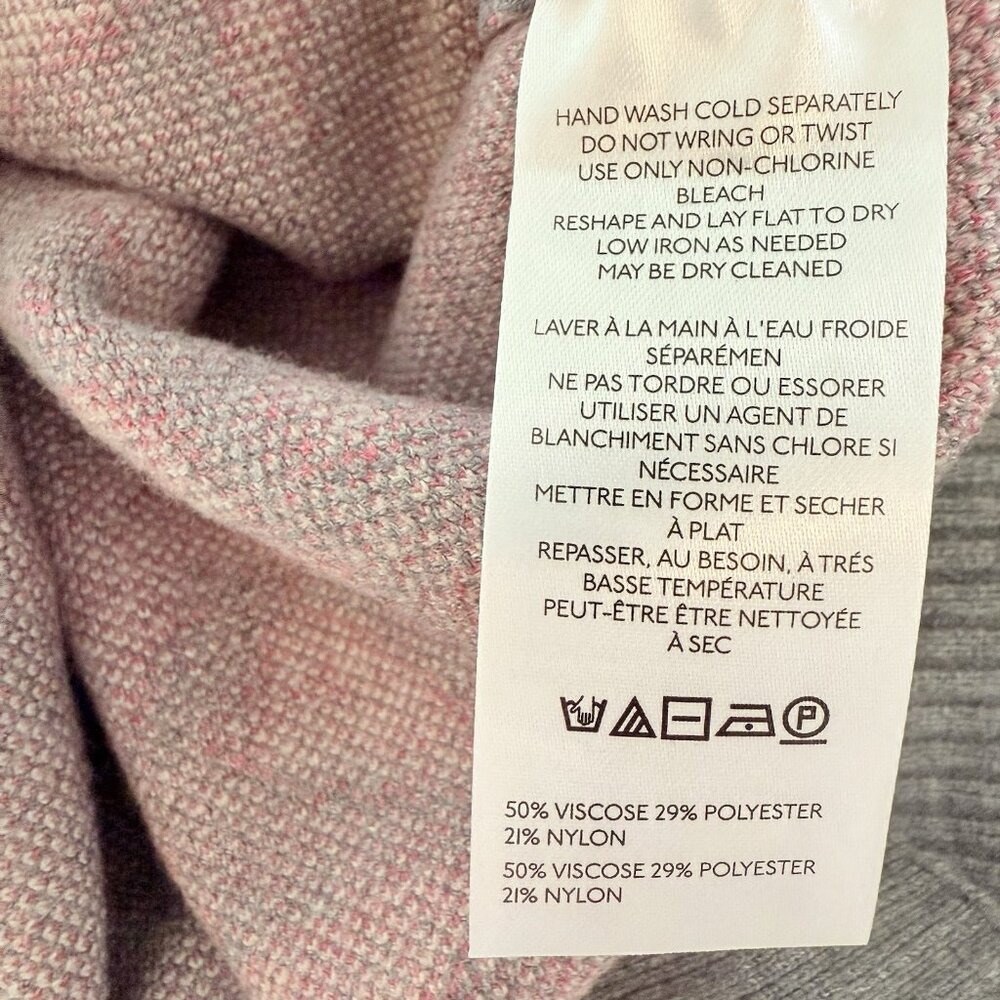 HAND WASH COLD SEPARATELY
DO NOT WRING OR TWIST
USE ONLY NON-CHLORINE
BLEACH
RESHAPE AND LAY FLAT TO DRY
LOW IRON AS NEEDED
MAY BE DRY CLEANED
LAVER À LA MAIN À L'EAU FROIDE
SÉPARÉMEN
NE PAS TORDRE OU ESSORER
UTILISER UN AGENT DE
BLANCHIMENT SANS CHLORE SI
NÉCESSAIRE
METTRE EN FORME ET SECHER
À PLAT
REPASSER, AU BESOIN, À TRÉS
BASSE TEMPÉRATURE
PEUT-ÊTRE ÊTRE NETTOYÉE
À SEC
P
50% VISCOSE 29% POLYESTER
21% NYLON
50% VISCOSE 29% POLYESTER
21% NYLON